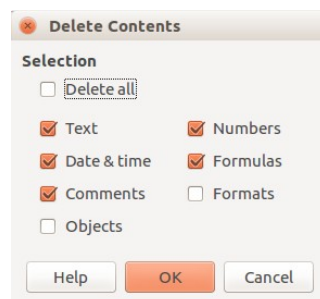 Delete Contents
Selection
Delete all
Text Numbers
Date & time Formulas
Comments Formats
Objects
Help OK Cancel